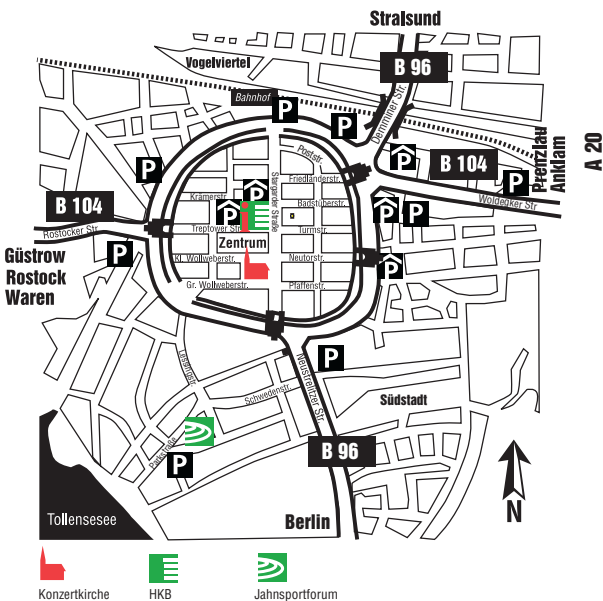 Stralsund
Vogelviertel
B 96
Bahnhof
P
P
Demminer Str.
P
Poststr.
P
B 104
Prenzlau
Anklam
A 20
P
P
Friedländerstr.
Woldegker Str
B 104
Krämerstr.
Stargarder Straße
Badstüberstr.
P
P
P
P
Rostocker Str.
Treptower Str.
Turmstr.
Zentrum
P
Güstrow
Rostock
Waren
Kl. Wollweberstr.
Neutorstr.
P
Gr. Wollweberstr.
Pfaffenstr.
P
Lessingstr.
Neustrelitzer Str.
Schwedenstr.
Südstadt
Parkstraße
P
B 96
Tollensesee
Berlin
N
Konzertkirche
HKB
Jahnsportforum